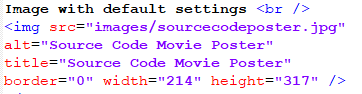 Image with default settings <br />
<img src="images/sourcecodeposter.jpg"
alt="Source Code Movie Poster"
title="Source Code Movie Poster"
border="0" width="214" height="317" />